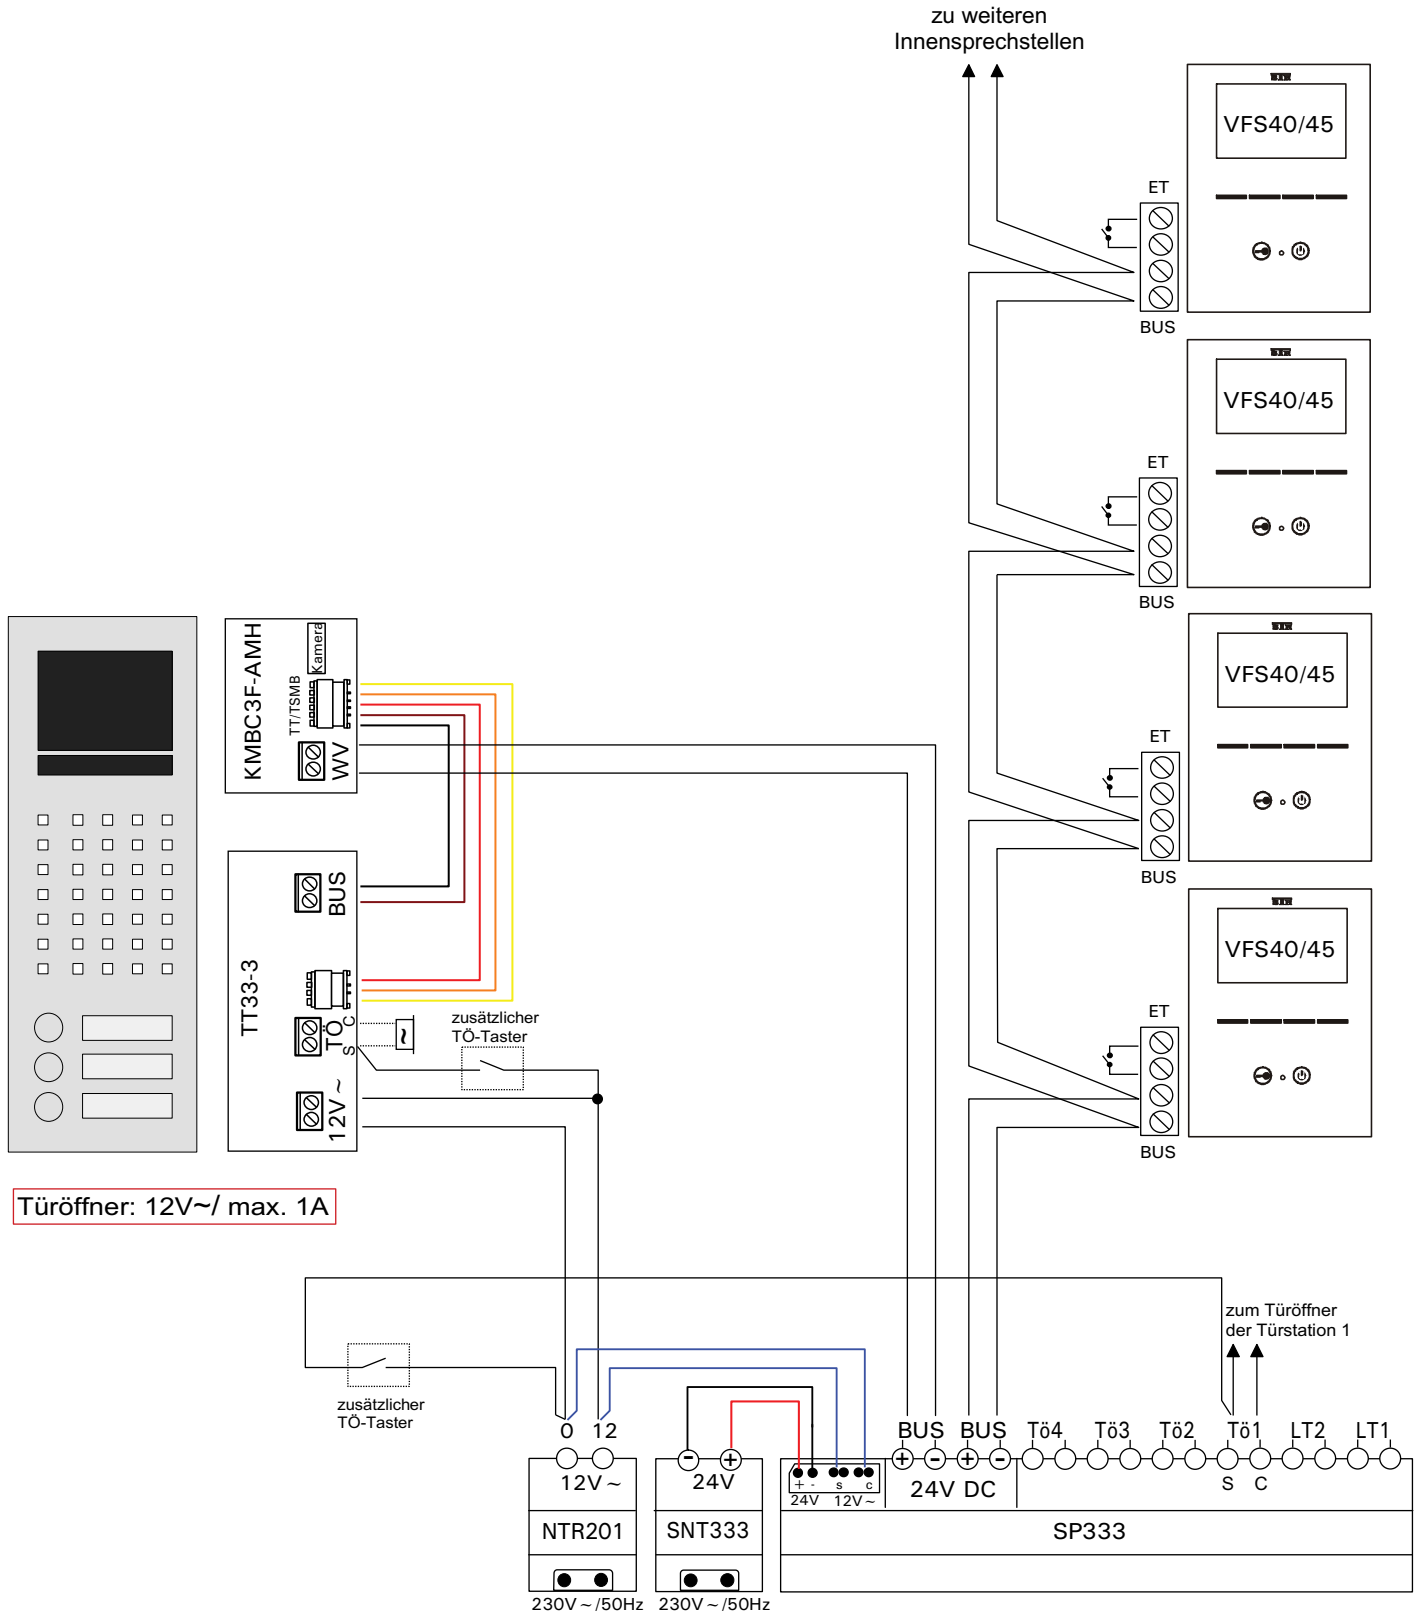 zu weiteren
Innensprechstellen
VFS40/45
ET
BUS
VFS40/45
ET
BUS
VFS40/45
ET
BUS
VFS40/45
ET
BUS
KMBC3F-AMH
TT/TSMB
Kamera
WV
TT33-3
BUS
TÖ
S
C
12V ~
~
zusätzlicher
TÖ-Taster
Türöffner: 12V~/ max. 1A
zum Türöffner
der Türstation 1
zusätzlicher
TÖ-Taster
0 12
12V ~
NTR201
230V ~/50Hz
- +
24V
SNT333
230V ~/50Hz
+ - s c
24V 12V ~
BUS BUS Tö4 Tö3 Tö2 Tö1 LT2 LT1
+ - + -
24V DC
S C
SP333